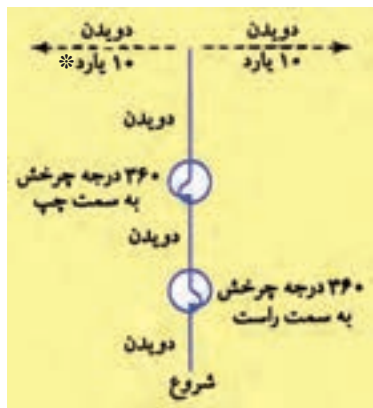 دویدن
۱۰ یارد
دویدن
۱۰ یارد*
دویدن
۳۶۰ درجه چرخش
به سمت چپ
دویدن
۳۶۰ درجه چرخش
به سمت راست
دویدن
شروع